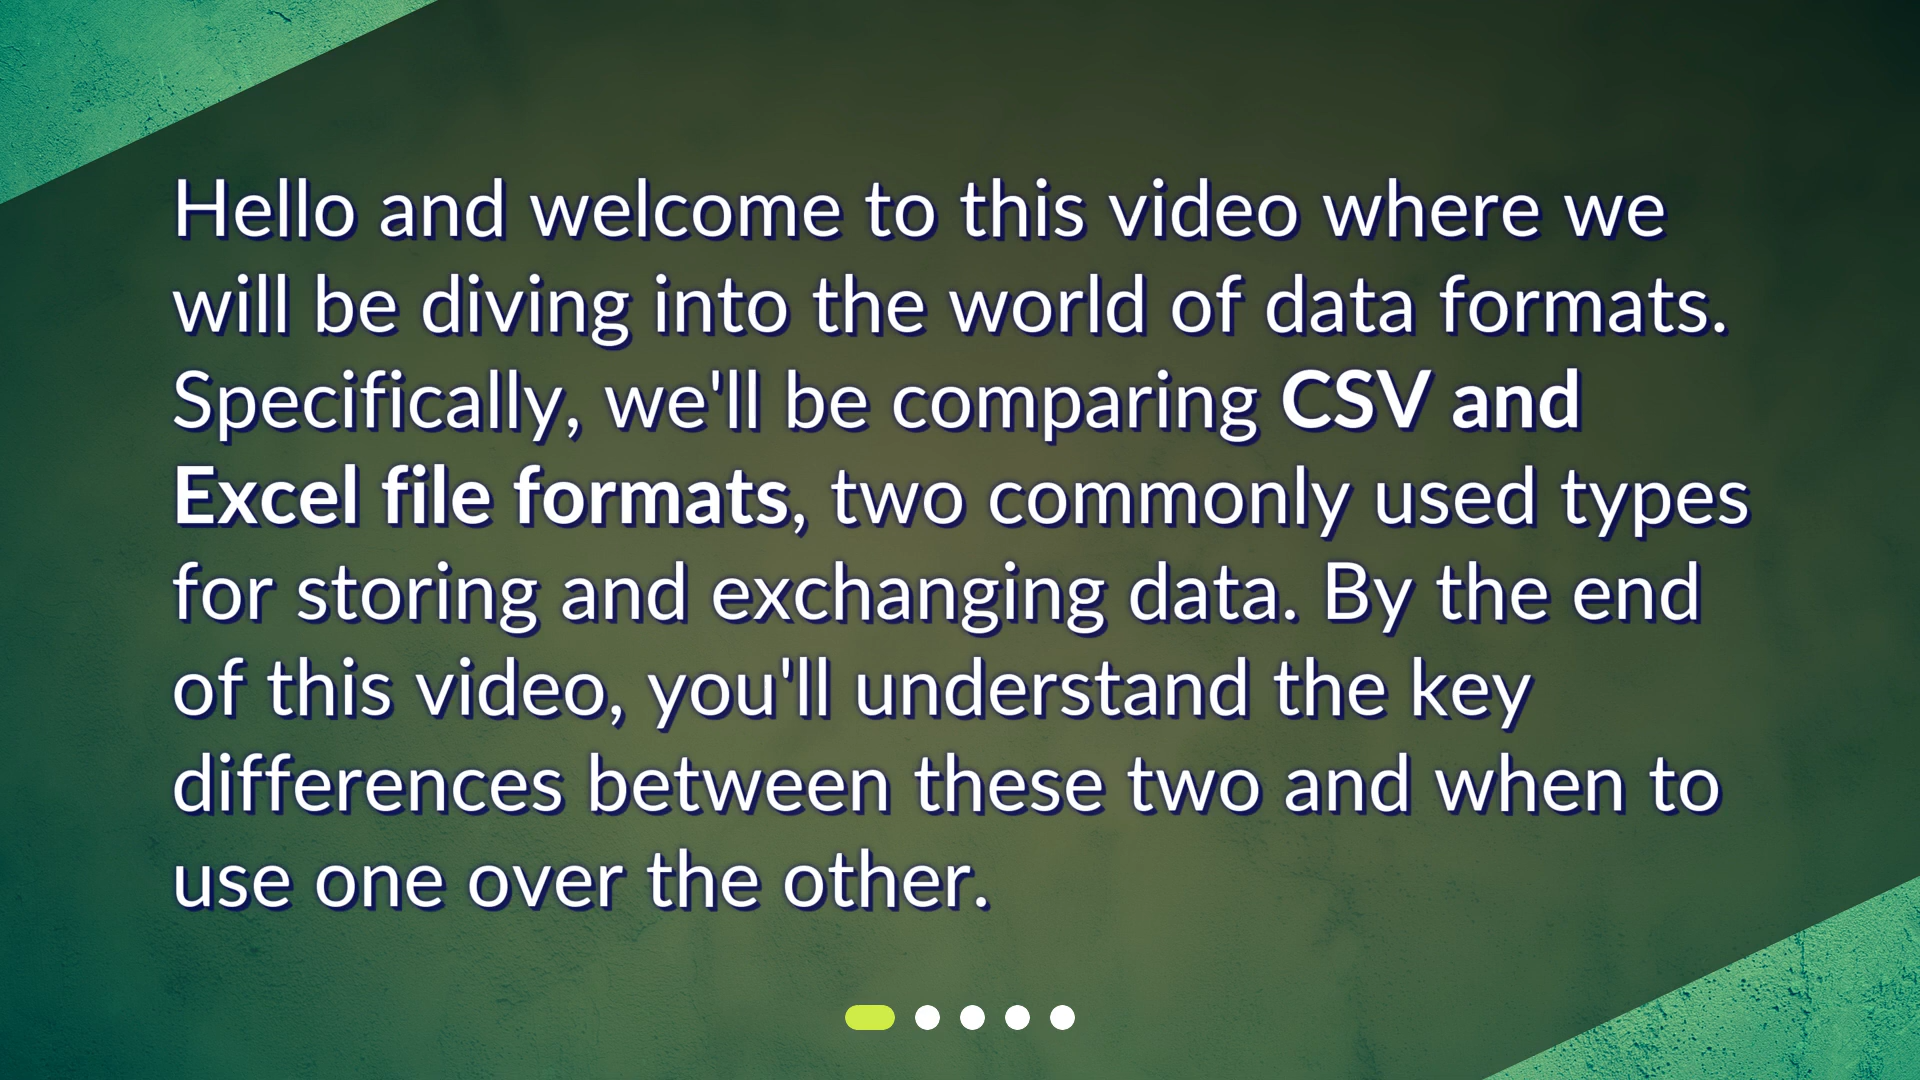 Hello and welcome to this video where we
will be diving into the world of data formats.
Specifically, we'll be comparing CSV and
Excel file formats, two commonly used types
for storing and exchanging data. By the end
of this video, you'll understand the key
differences between these two and when to
use one over the other.